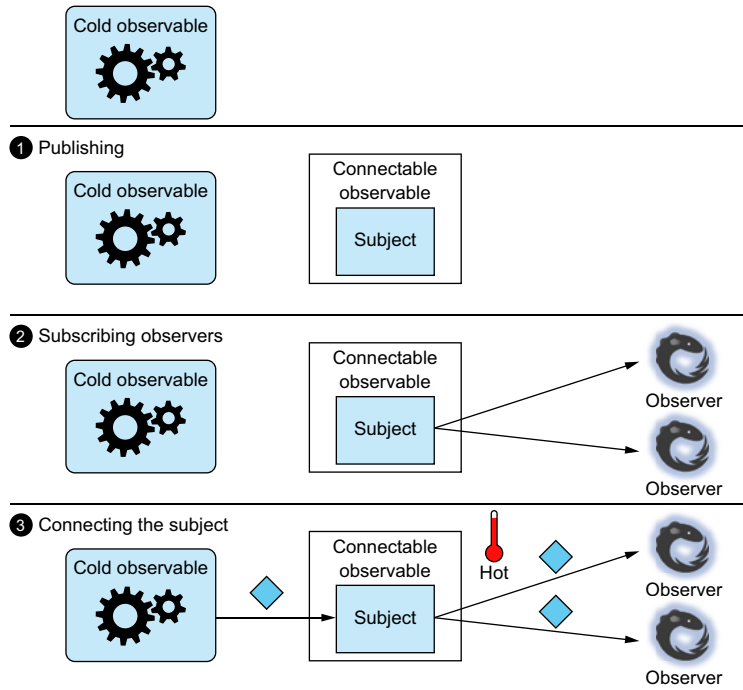 Cold observable
1 Publishing
Cold observable
Connectable
observable
Subject
2 Subscribing observers
Cold observable
Connectable
observable
Subject
Observer
Observer
3 Connecting the subject
Cold observable
Connectable
observable
Subject
Hot
Observer
Observer